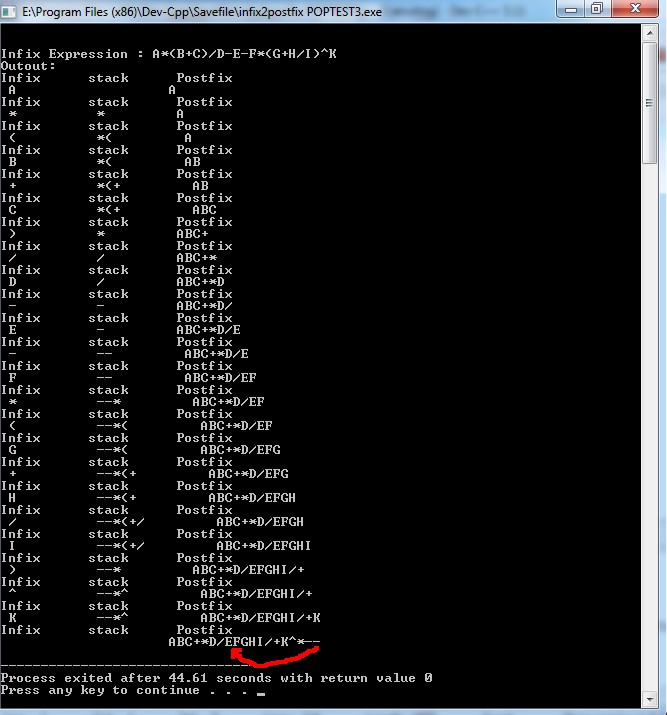 E:\Program Files (x86)\Dev-Cpp\Savefile\infix2postfix POPTEST3.exe
Infix Expression : A*(B+C)/D-E-F*(G+H/I)^K
Outout:
Infix stack Postfix
A A
Infix stack Postfix
* * A
Infix stack Postfix
( *( A
Infix stack Postfix
B *( AB
Infix stack Postfix
+ *(+ AB
Infix stack Postfix
C *(+ ABC
Infix stack Postfix
) * ABC+
Infix stack Postfix
/ / ABC+*
Infix stack Postfix
D / ABC+*D
Infix stack Postfix
- - ABC+*D/
Infix stack Postfix
E - ABC+*D/E
Infix stack Postfix
- -- ABC+*D/E
Infix stack Postfix
F -- ABC+*D/EF
Infix stack Postfix
* --* ABC+*D/EF
Infix stack Postfix
( --*( ABC+*D/EF
Infix stack Postfix
G --*( ABC+*D/EFG
Infix stack Postfix
+ --*(+ ABC+*D/EFG
Infix stack Postfix
H --*(+ ABC+*D/EFGH
Infix stack Postfix
/ --*(+/ ABC+*D/EFGH
Infix stack Postfix
I --*(+/ ABC+*D/EFGHI
Infix stack Postfix
) --* ABC+*D/EFGHI/+
Infix stack Postfix
^ --*^ ABC+*D/EFGHI/+
Infix stack Postfix
K --*^ ABC+*D/EFGHI/+K
Infix stack Postfix
ABC+*D/EFGHI/+K^*--
--------------------------------
Process exited after 44.61 seconds with return value 0
Press any key to continue . . . _